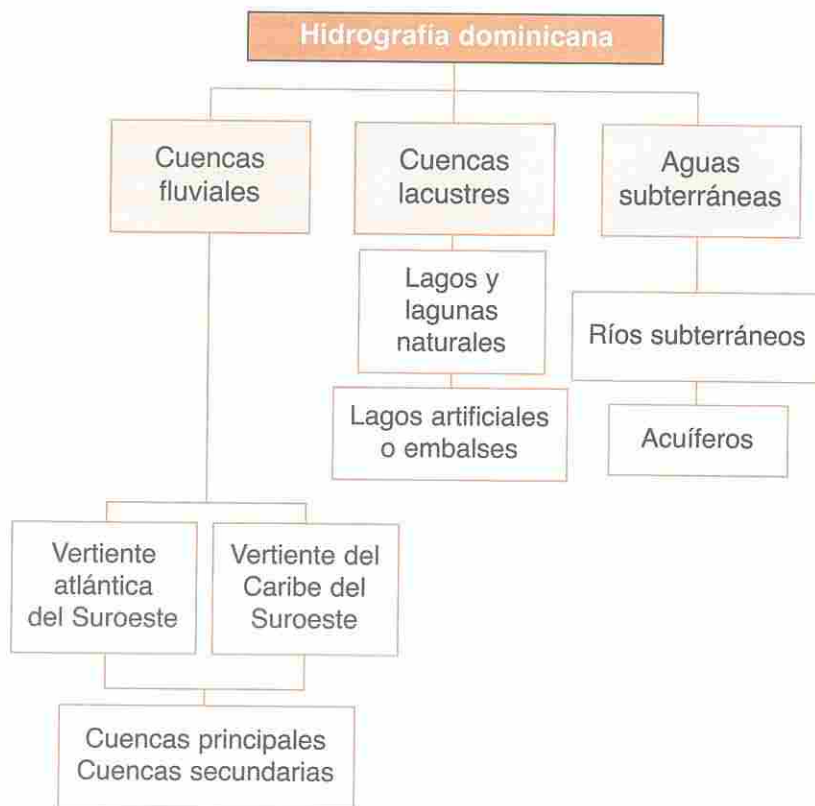 Hidrografía dominicana
Cuencas
fluviales
Cuencas
lacustres
Aguas
subterráneas
Lagos y
lagunas
naturales
Ríos subterráneos
Lagos artificiales
o embalses
Acuíferos
Vertiente
atlántica
del Suroeste
Vertiente del
Caribe del
Suroeste
Cuencas principales
Cuencas secundarias